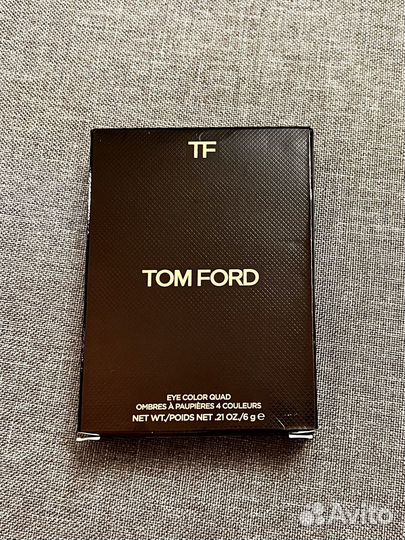 TF
TOM FORD
EYE COLOR QUAD
OMBRES À PAUPIÈRES 4 COULEURS
NET WT./POIDS NET .21 OZ./6 g ℮
Avito